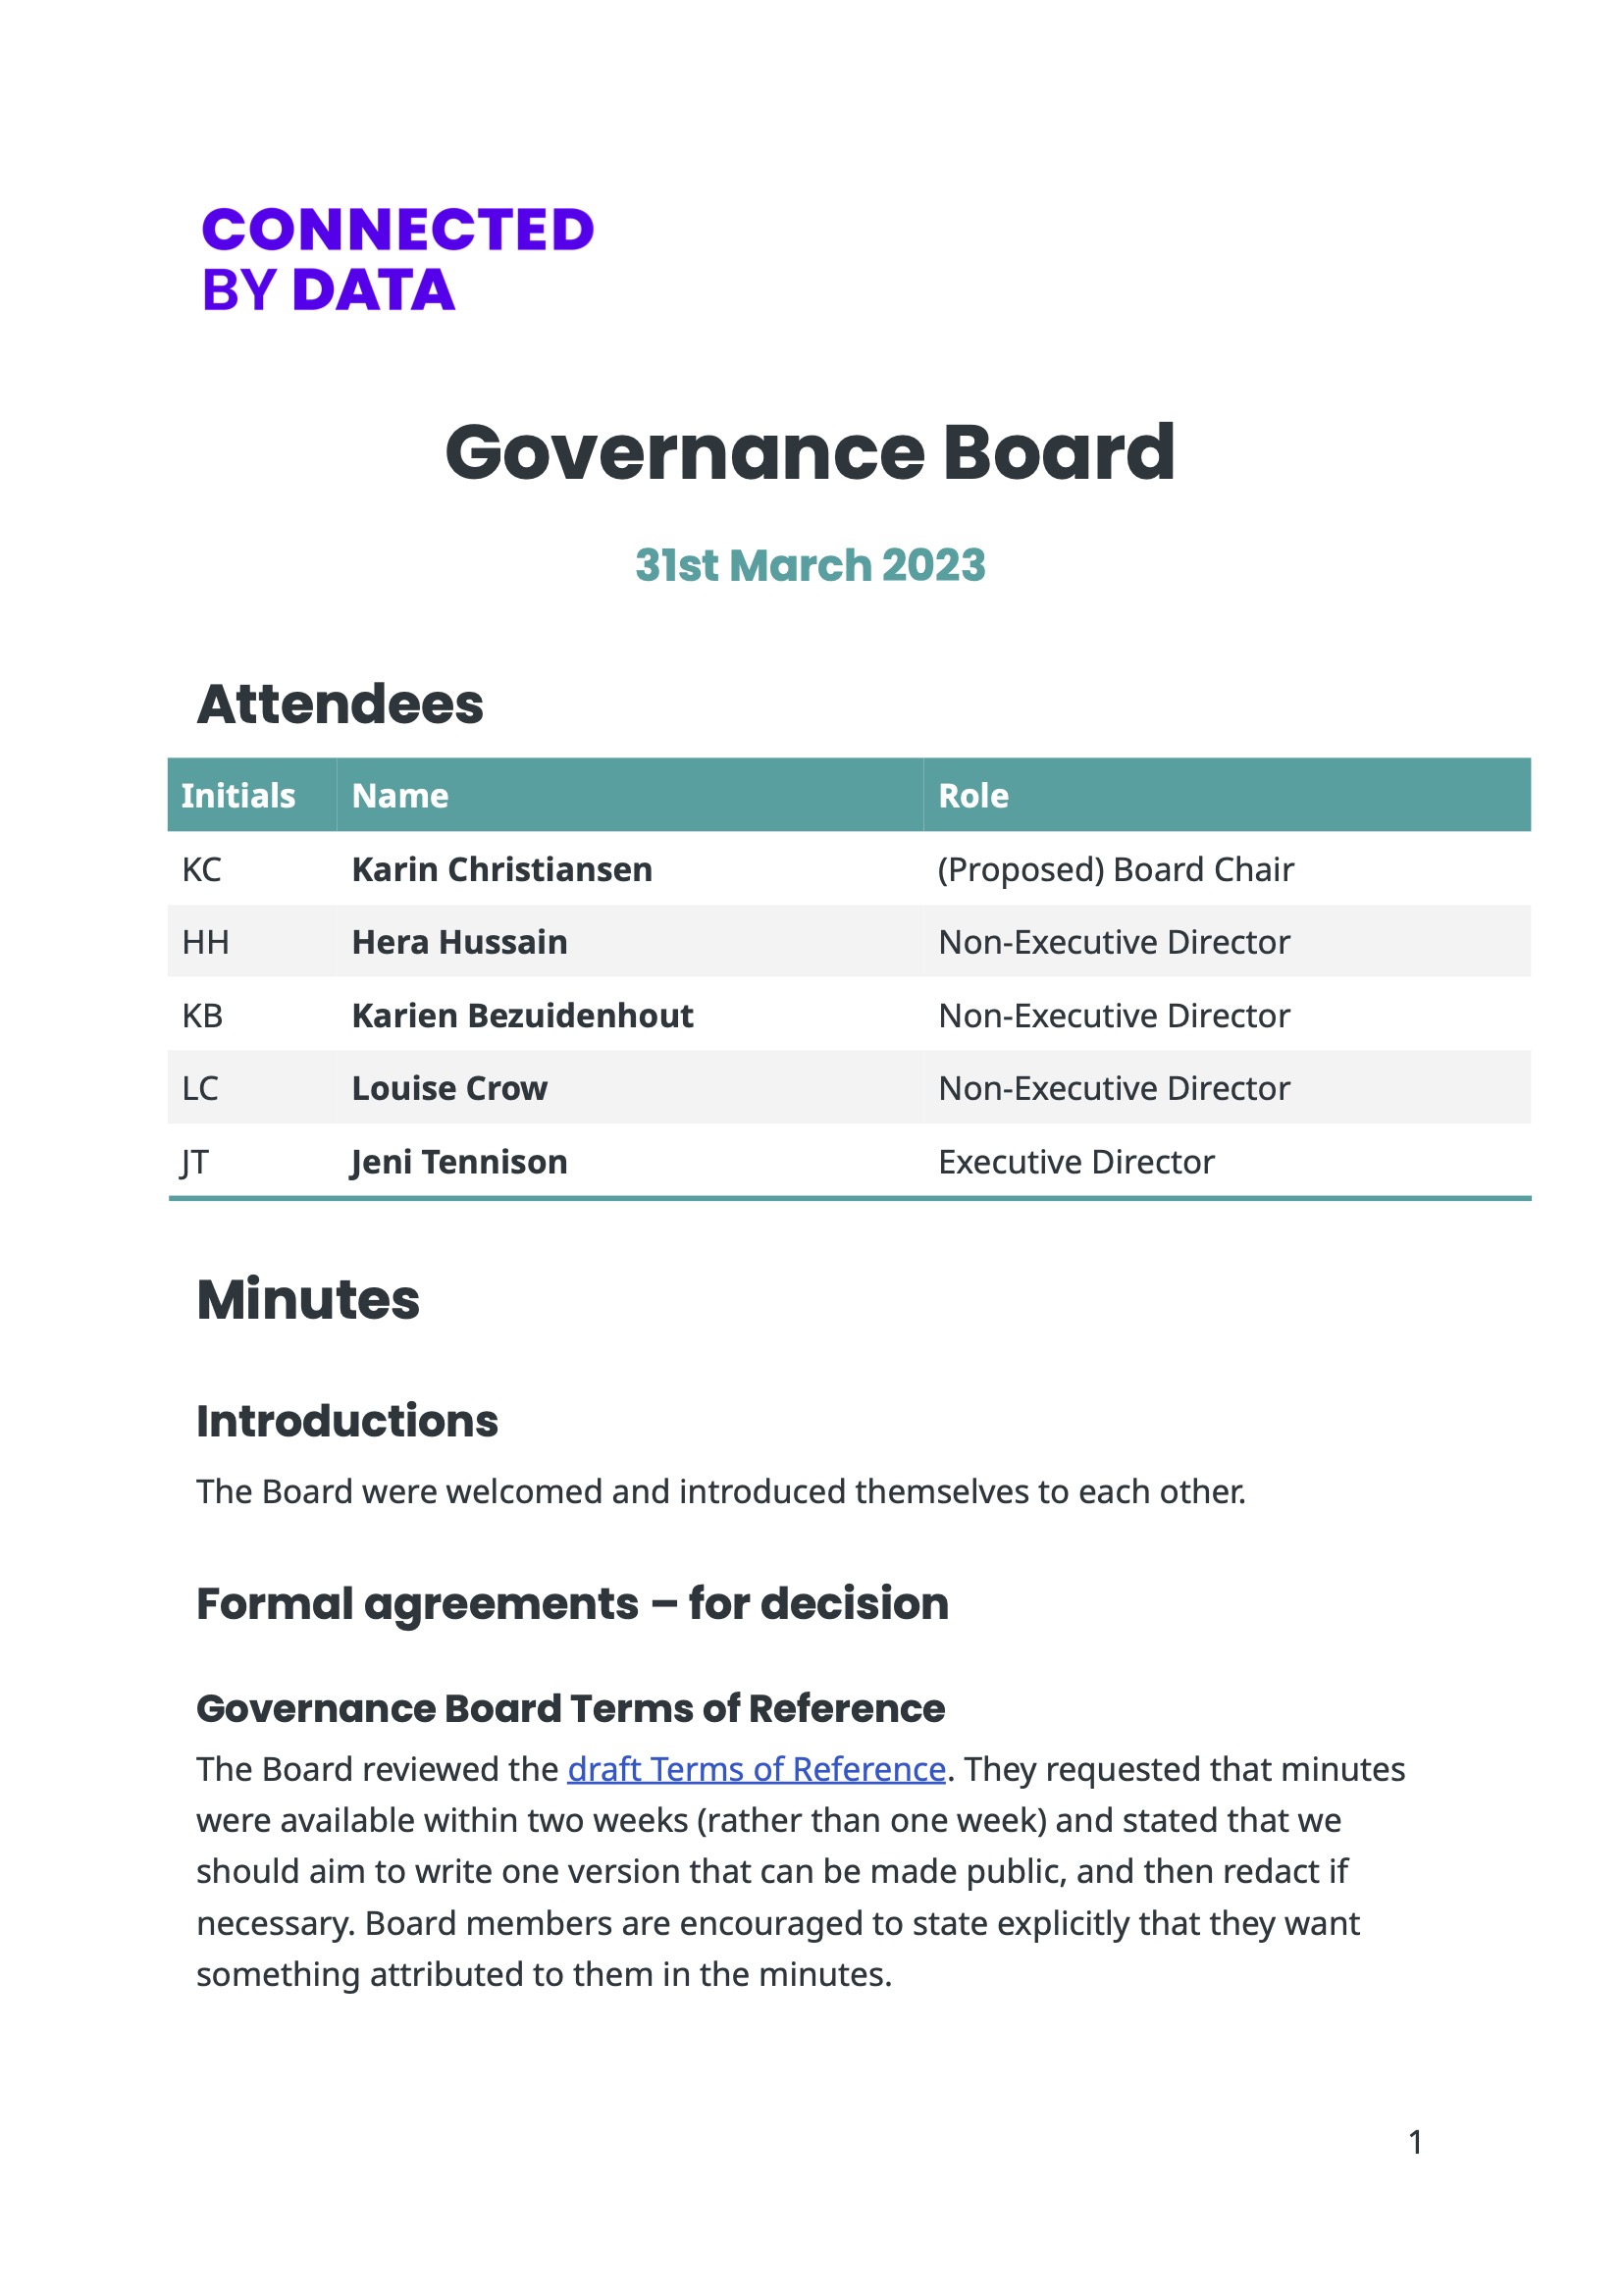 CONNECTED
BY DATA
Governance Board
31st March 2023
Attendees
Initials Name Role
KC Karin Christiansen (Proposed) Board Chair
HH Hera Hussain Non-Executive Director
KB Karien Bezuidenhout Non-Executive Director
LC Louise Crow Non-Executive Director
JT Jeni Tennison Executive Director
Minutes
Introductions
The Board were welcomed and introduced themselves to each other.
Formal agreements – for decision
Governance Board Terms of Reference
The Board reviewed the draft Terms of Reference. They requested that minutes
were available within two weeks (rather than one week) and stated that we
should aim to write one version that can be made public, and then redact if
necessary. Board members are encouraged to state explicitly that they want
something attributed to them in the minutes.
1